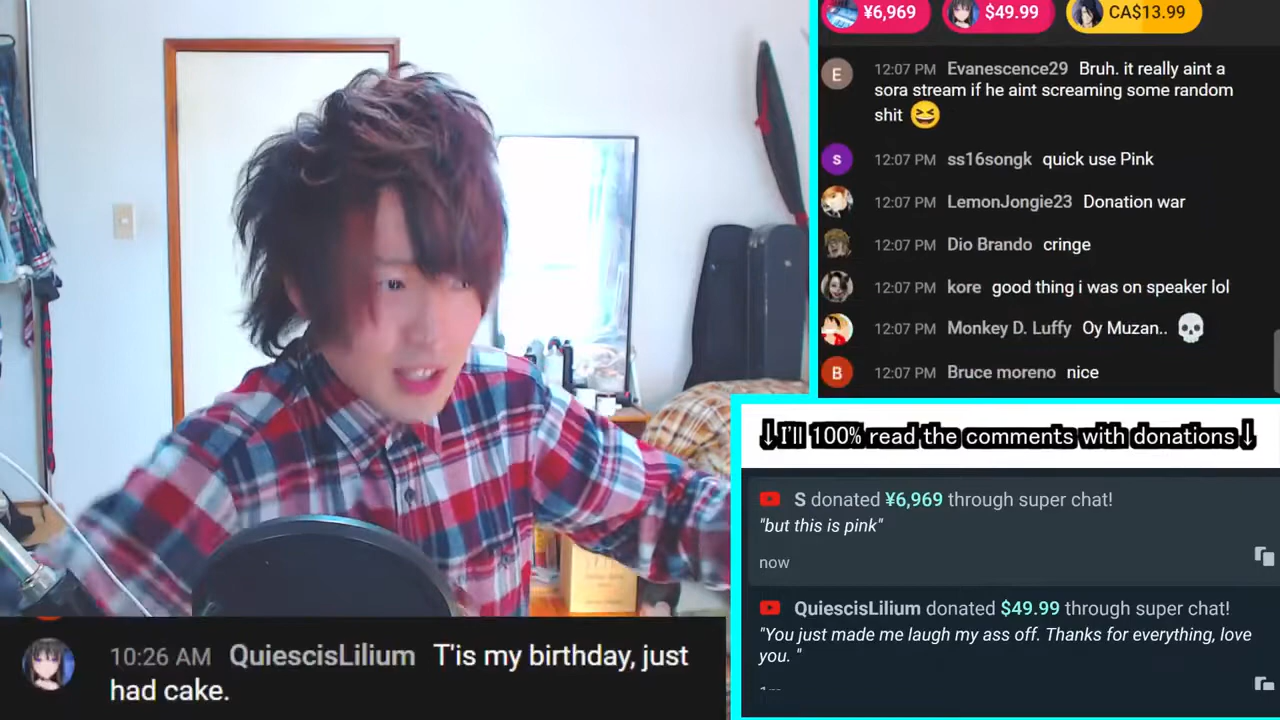 ¥6,969 $49.99 CA$13.99
E 12:07 PM Evanescence29 Bruh. it really aint a
sora stream if he aint screaming some random
shit 😆
S 12:07 PM ss16songk quick use Pink
12:07 PM LemonJongie23 Donation war
12:07 PM Dio Brando cringe
12:07 PM kore good thing i was on speaker lol
12:07 PM Monkey D. Luffy Oy Muzan.. 💀
B 12:07 PM Bruce moreno nice
↓I'll 100% read the comments with donations↓
S donated ¥6,969 through super chat!
"but this is pink"
now
QuiescisLilium donated $49.99 through super chat!
"You just made me laugh my ass off. Thanks for everything, love
you. "
10:26 AM QuiescisLilium T'is my birthday, just
had cake.